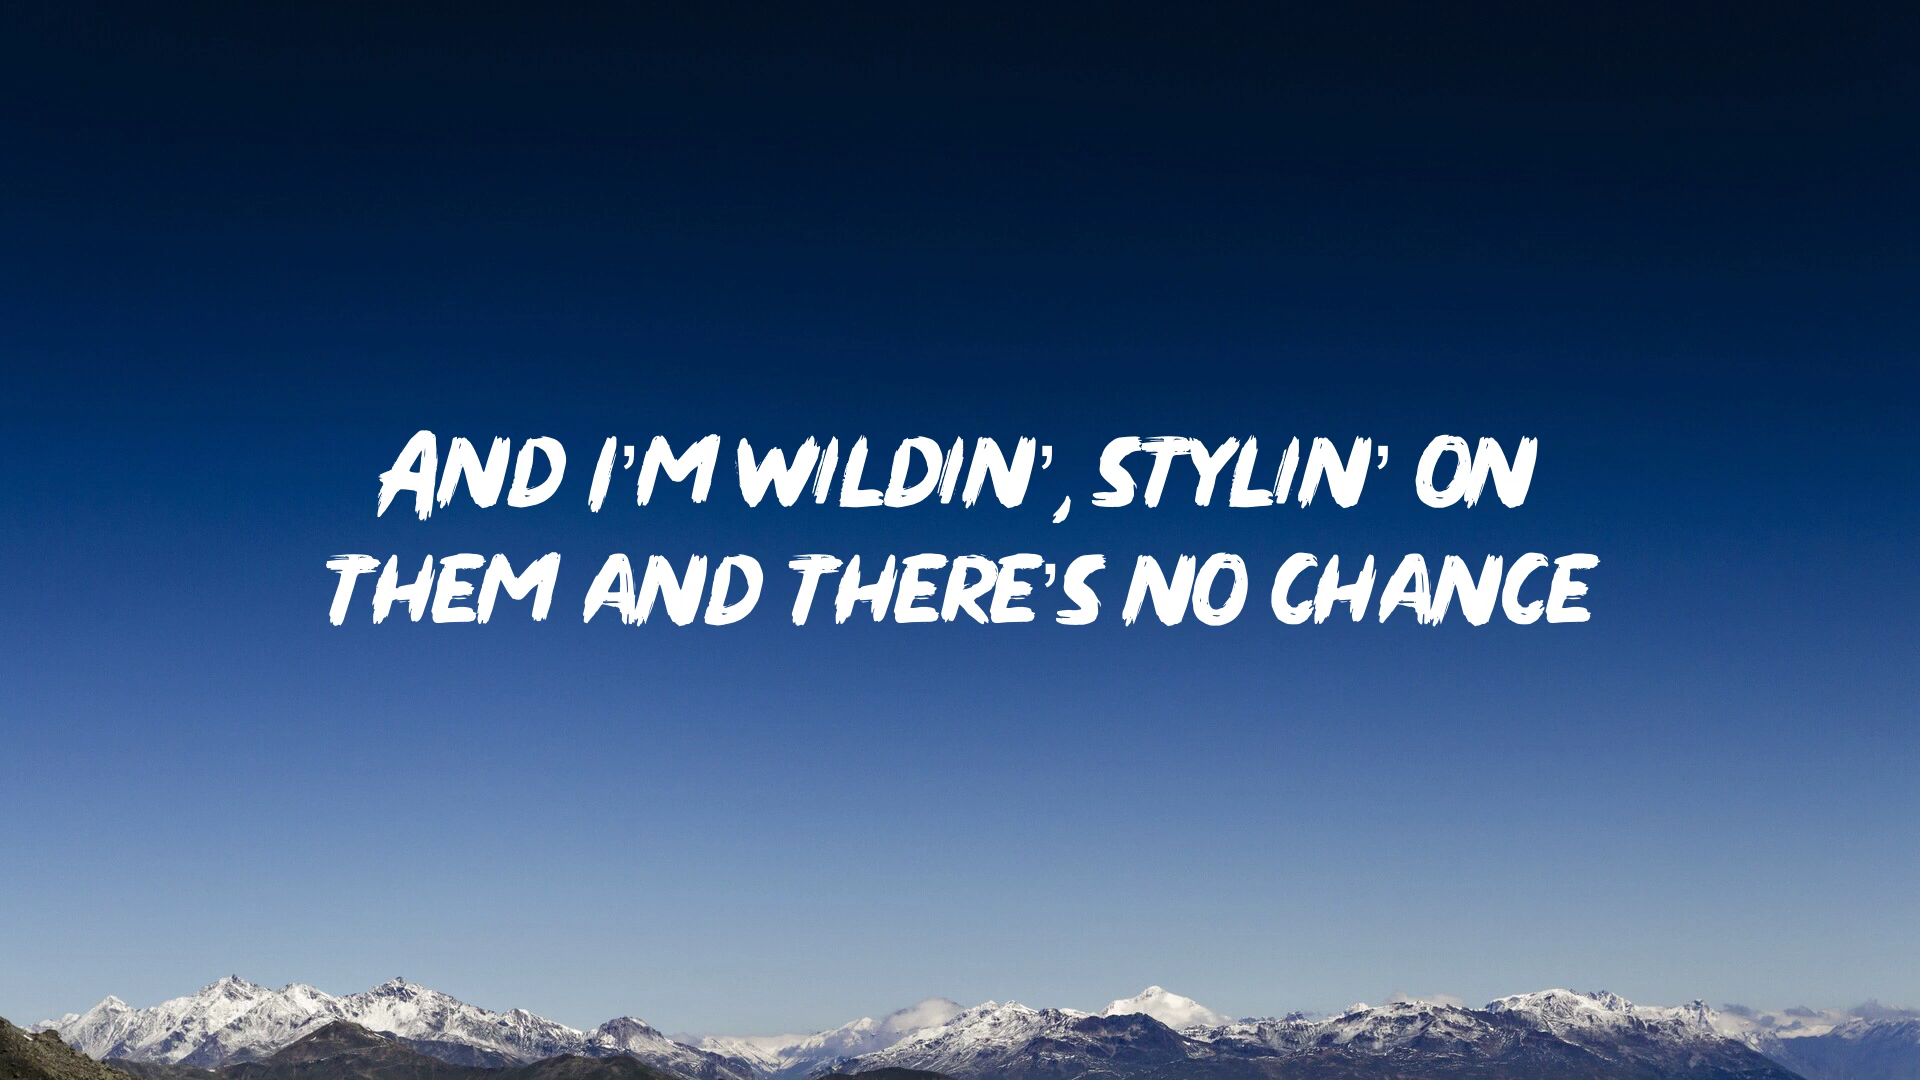 And I'm wildin', stylin' on
them and there's no chance